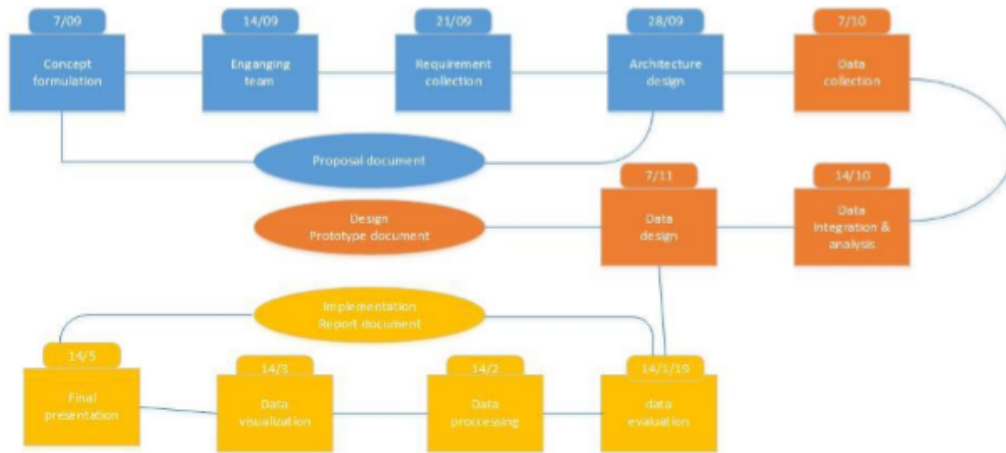 7/09
14/09
21/09
28/09
7/10
Concept
formulation
Enganging
team
Requirement
collection
Architecture
design
Data
collection
Proposal document
7/11
14/10
Design
Prototype document
Data
design
Data
Integration &
analysis
Implementation
Report document
14/5
14/3
14/2
14/1/19
Final
presentation
Data
visualization
Data
proccessing
data
evaluation